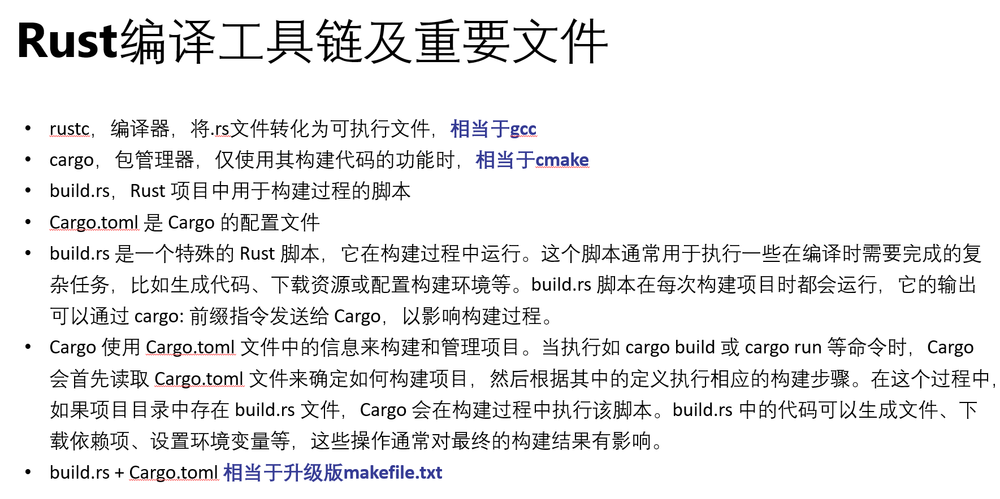 Rust编译工具链及重要文件
• rustc，编译器，将.rs文件转化为可执行文件，相当于gcc
• cargo，包管理器，仅使用其构建代码的功能时，相当于cmake
• build.rs，Rust 项目中用于构建过程的脚本
• Cargo.toml 是 Cargo 的配置文件
• build.rs 是一个特殊的 Rust 脚本，它在构建过程中运行。这个脚本通常用于执行一些在编译时需要完成的复
杂任务，比如生成代码、下载资源或配置构建环境等。build.rs 脚本在每次构建项目时都会运行，它的输出
可以通过 cargo: 前缀指令发送给 Cargo，以影响构建过程。
• Cargo 使用 Cargo.toml 文件中的信息来构建和管理项目。当执行如 cargo build 或 cargo run 等命令时，Cargo
会首先读取 Cargo.toml 文件来确定如何构建项目，然后根据其中的定义执行相应的构建步骤。在这个过程中，
如果项目目录中存在 build.rs 文件，Cargo 会在构建过程中执行该脚本。build.rs 中的代码可以生成文件、下
载依赖项、设置环境变量等，这些操作通常对最终的构建结果有影响。
• build.rs + Cargo.toml 相当于升级版makefile.txt